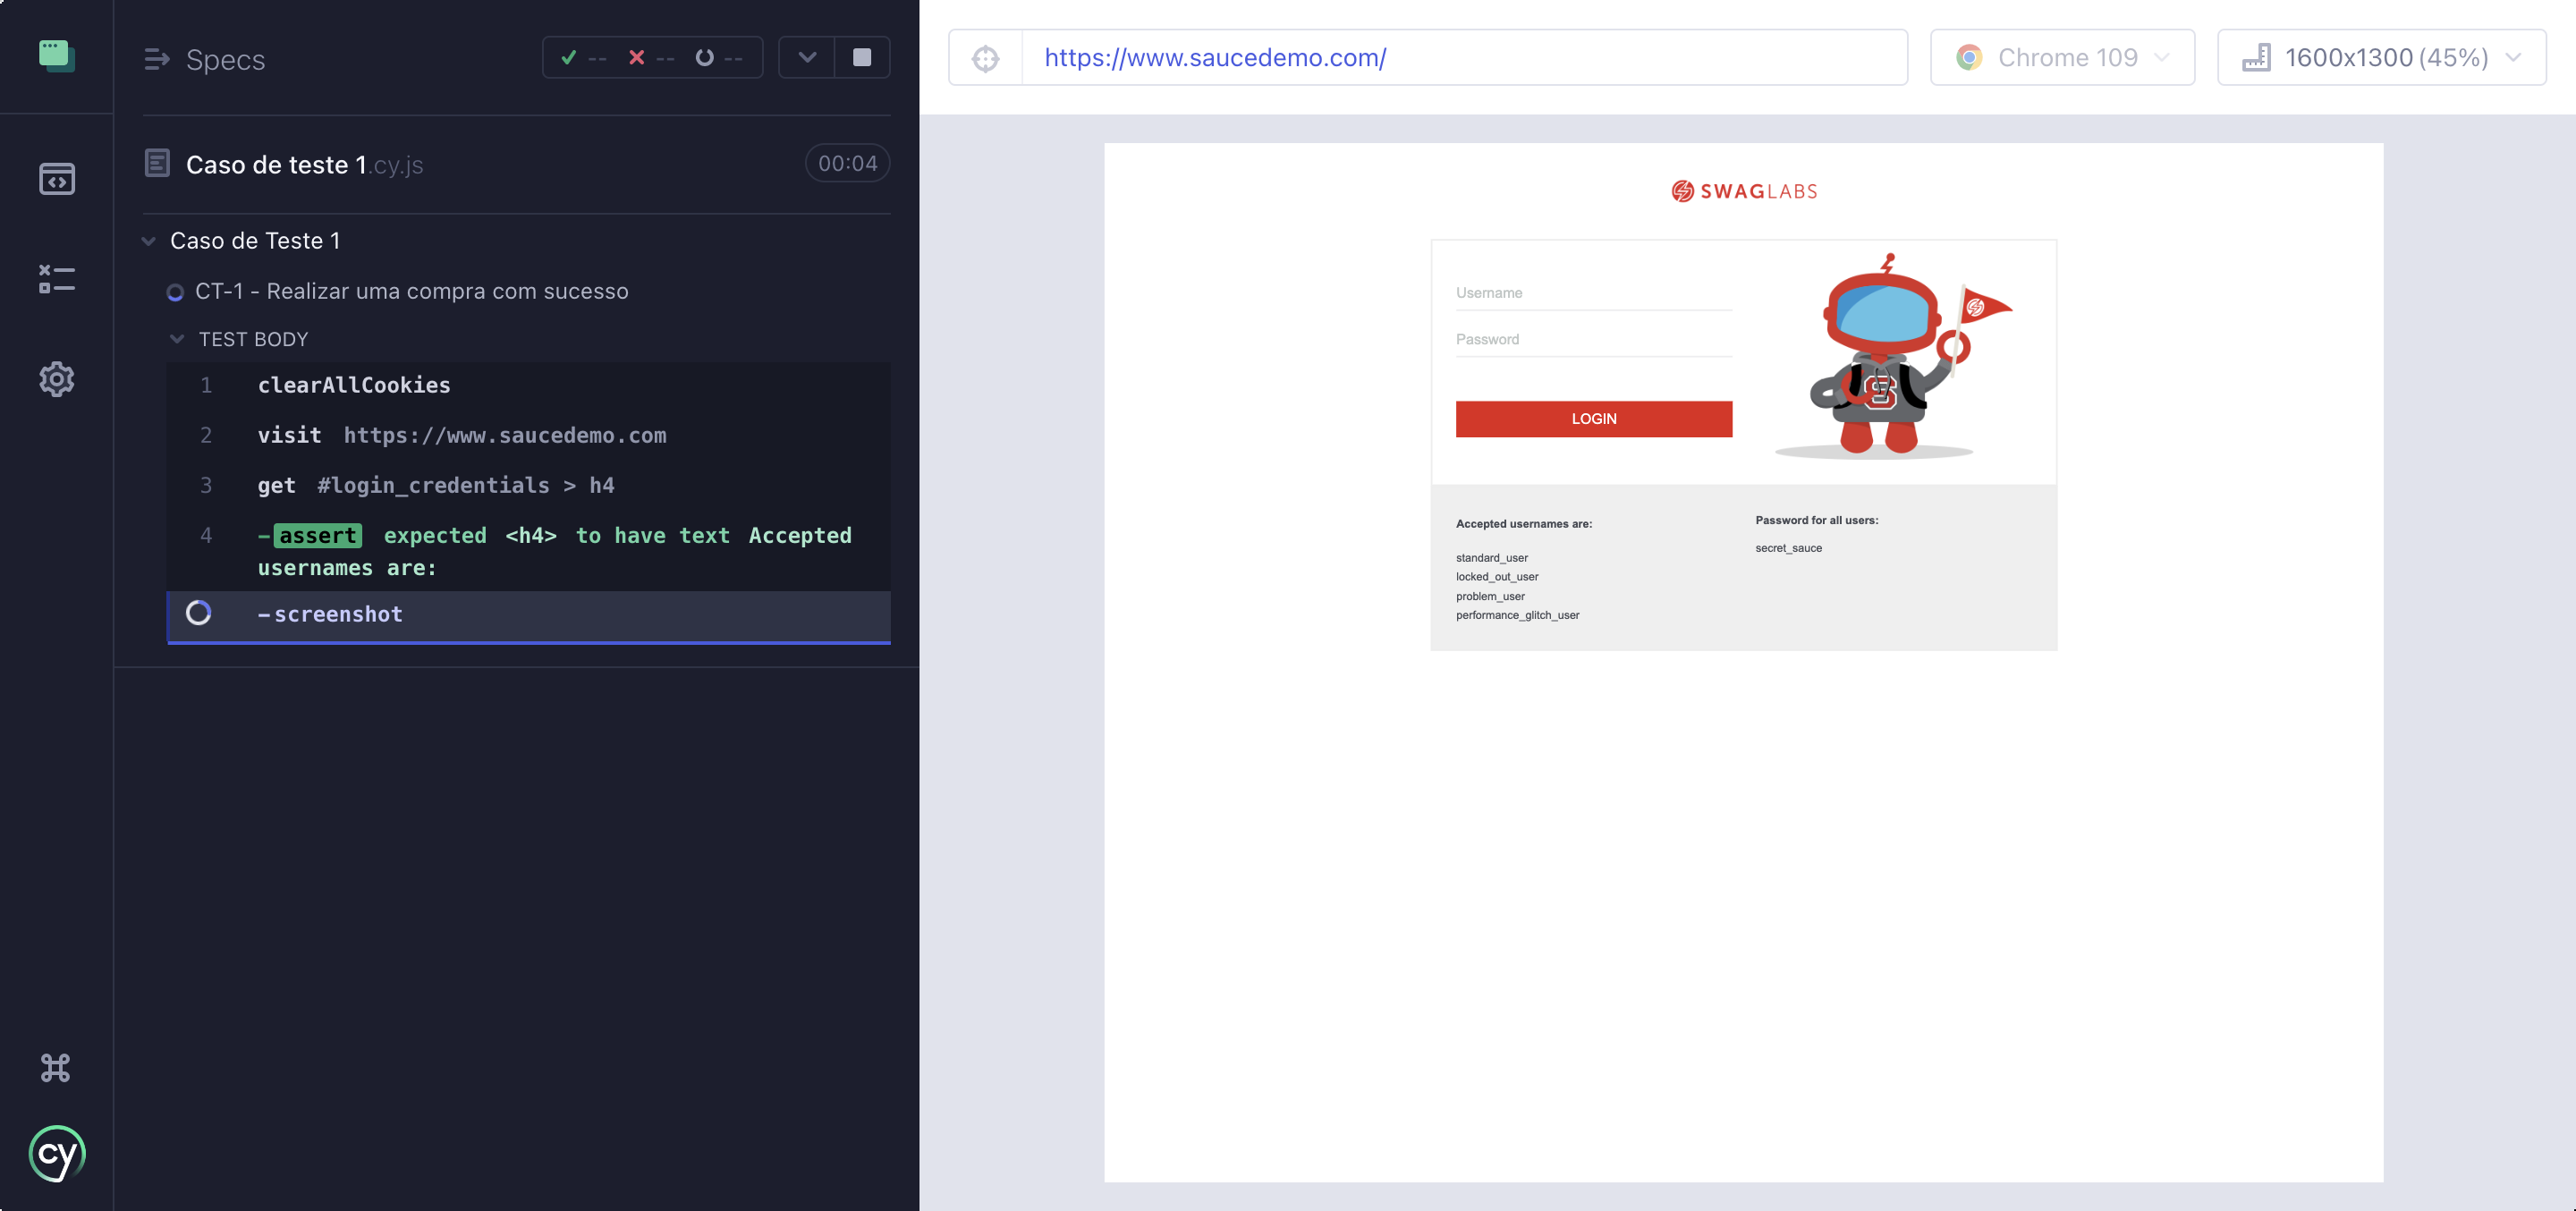 Specs
-- -- --
Caso de teste 1.cy.js
00:04
Caso de Teste 1
CT-1 - Realizar uma compra com sucesso
TEST BODY
1 clearAllCookies
2 visit https://www.saucedemo.com
3 get #login_credentials > h4
4 -assert expected <h4> to have text Accepted
usernames are:
-screenshot
cy
https://www.saucedemo.com/
Chrome 109
1600x1300 (45%)
SWAGLABS
Username
Password
LOGIN
S
Accepted usernames are:
standard_user
locked_out_user
problem_user
performance_glitch_user
Password for all users:
secret_sauce